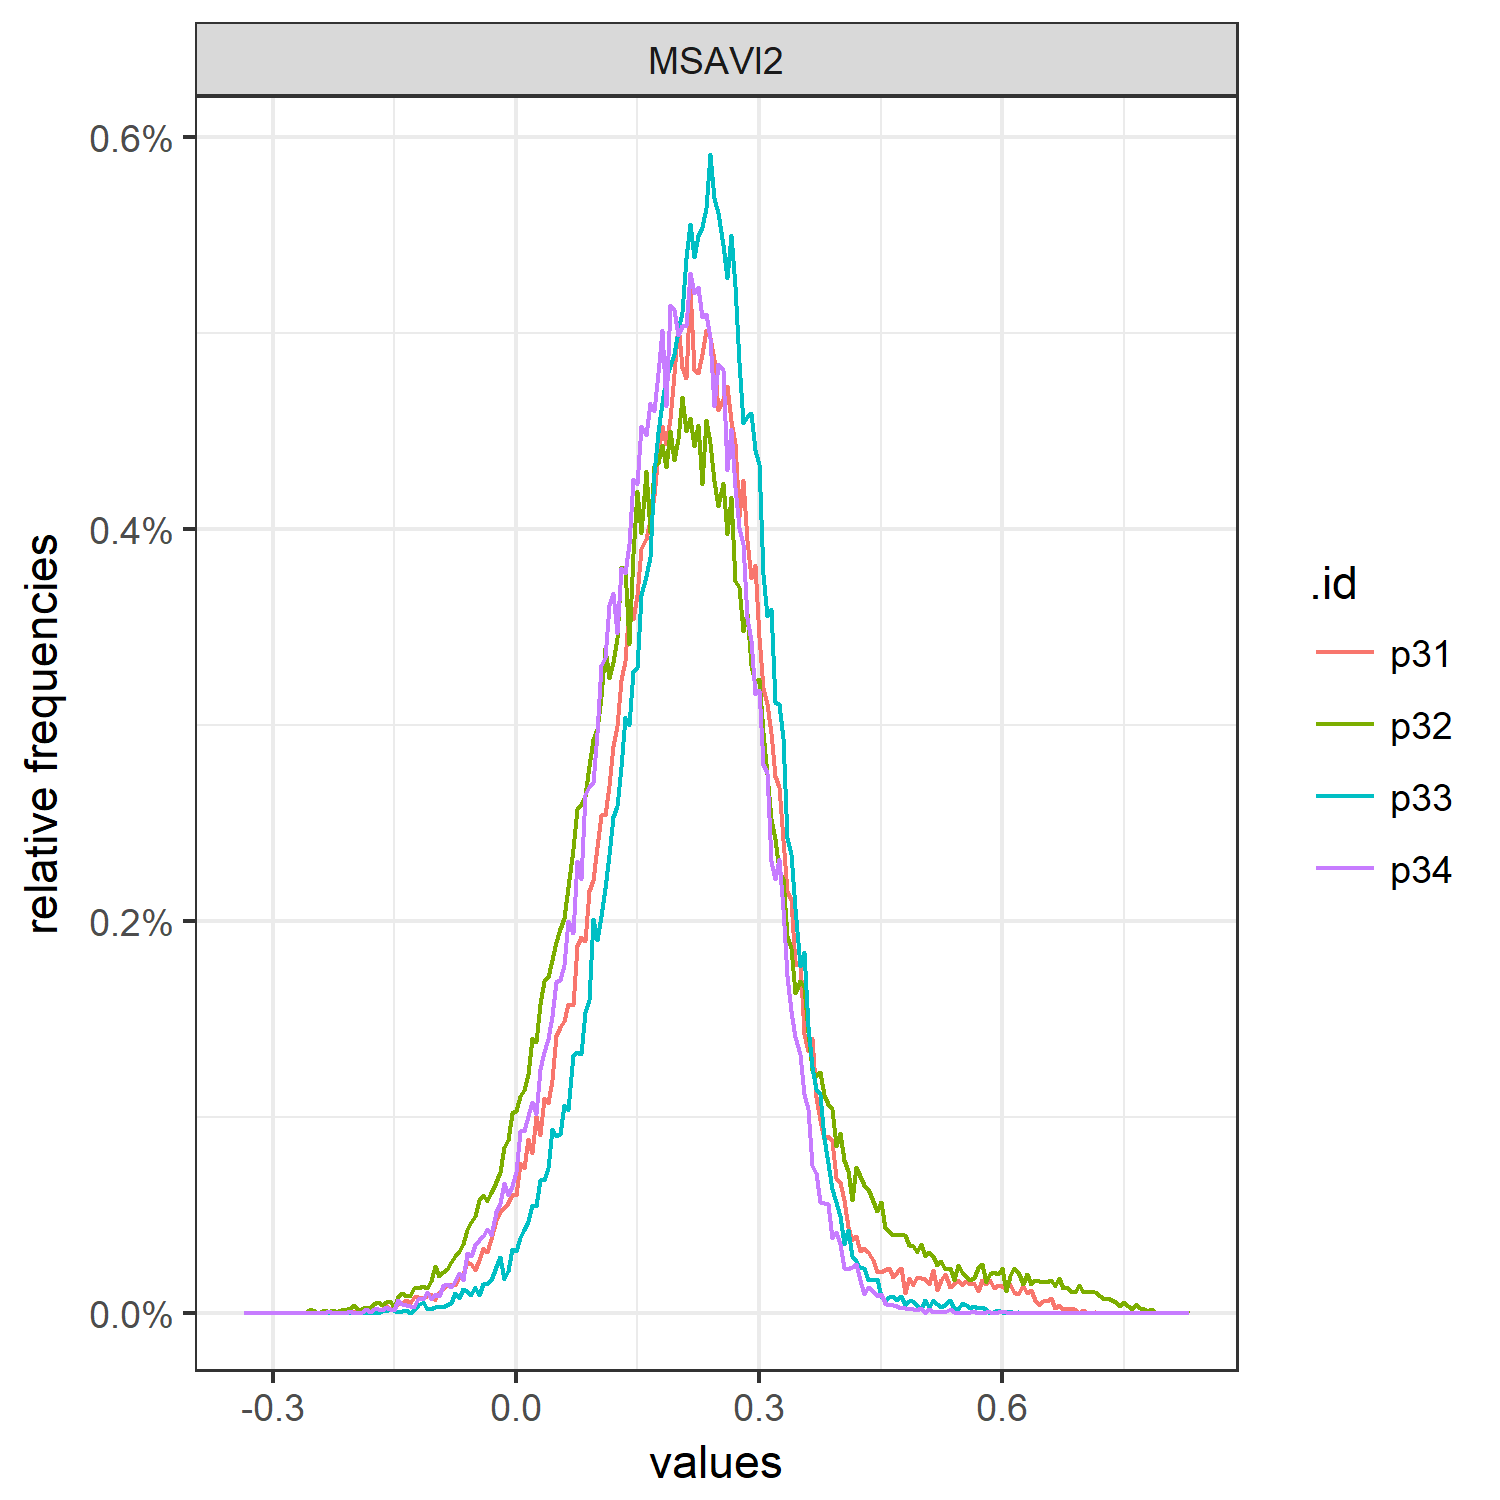 MSAVI2
0.6%
0.4%
0.2%
0.0%
relative frequencies
-0.3
0.0
0.3
0.6
values
.id
p31
p32
p33
p34